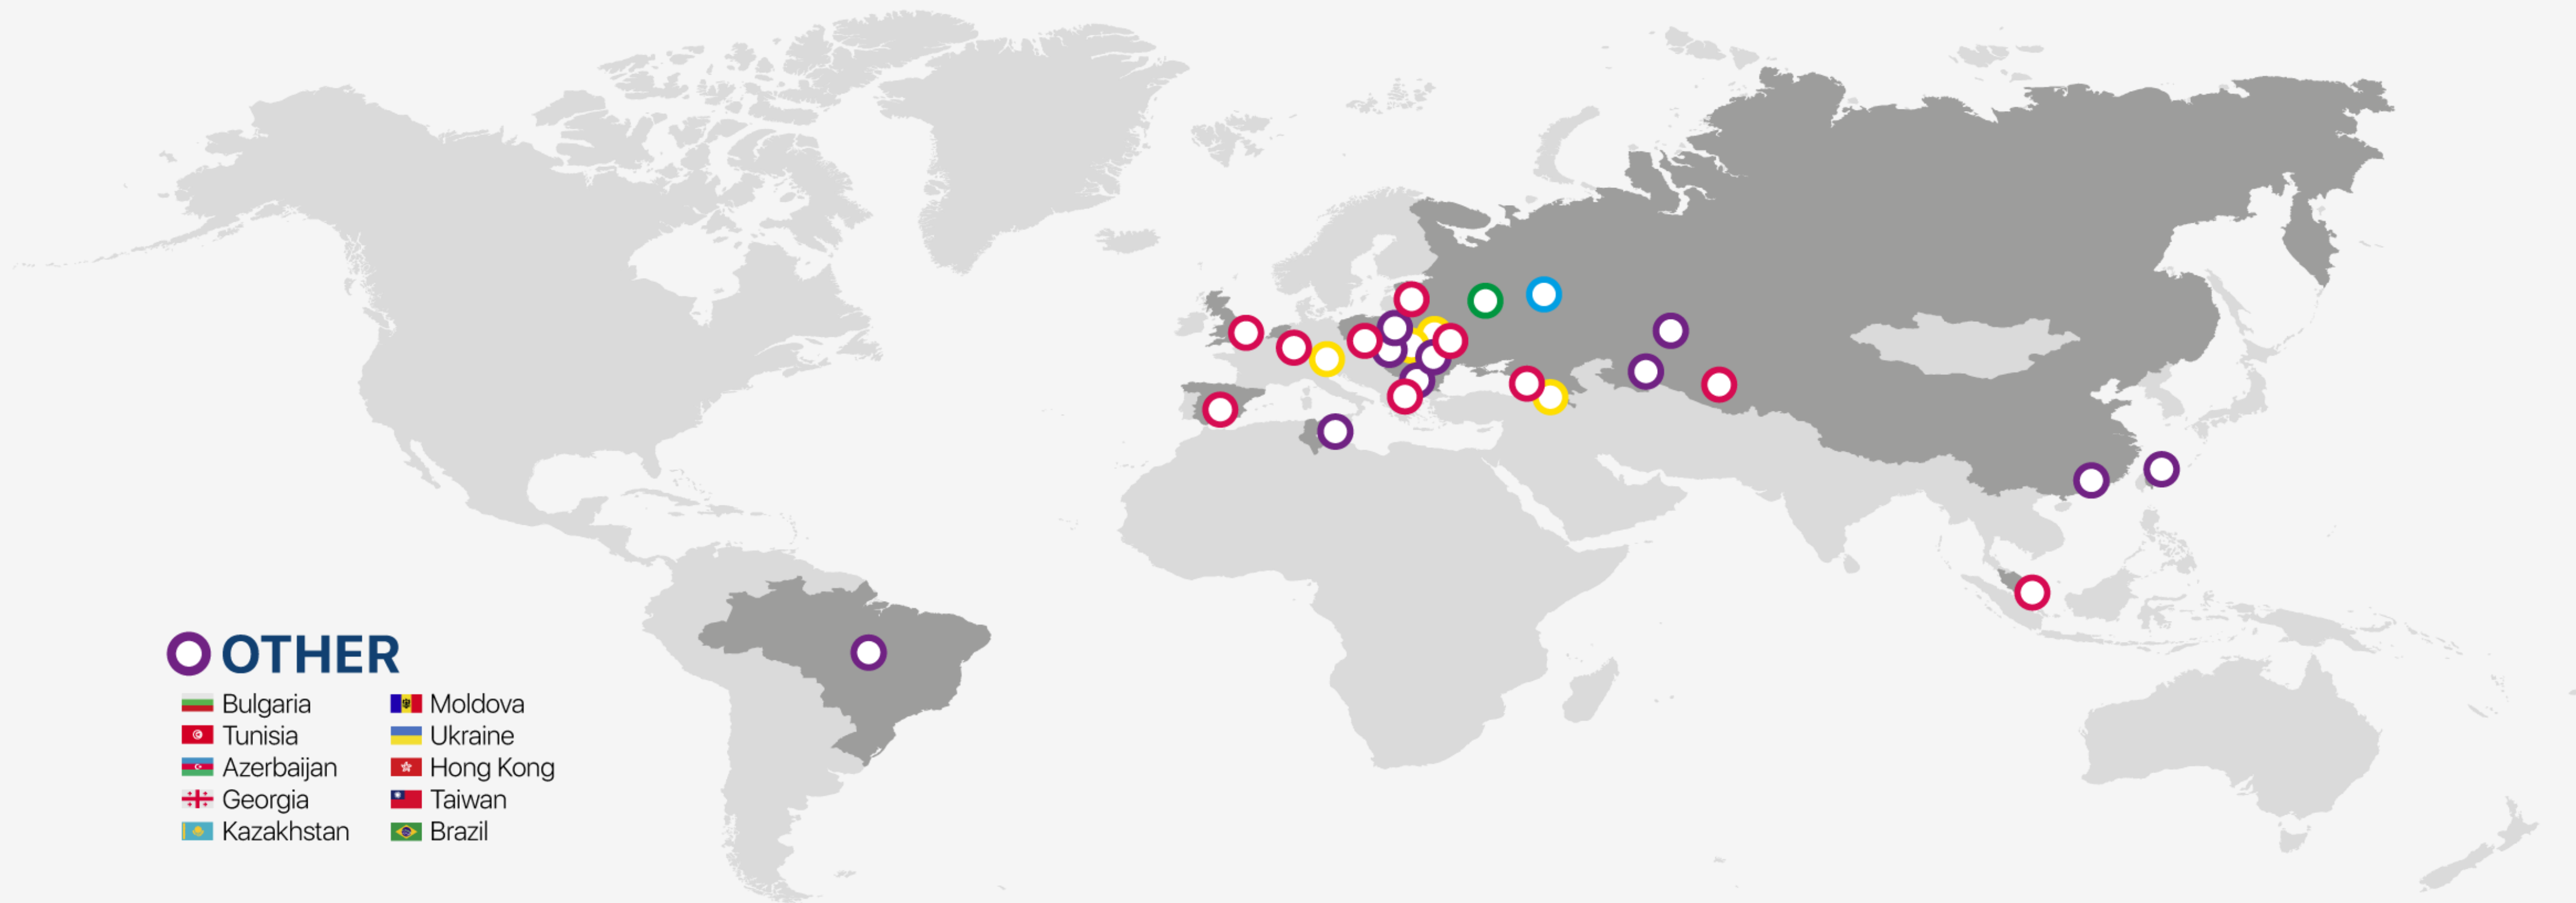 OTHER
Bulgaria
Tunisia
Azerbaijan
Georgia
Kazakhstan
Moldova
Ukraine
Hong Kong
Taiwan
Brazil